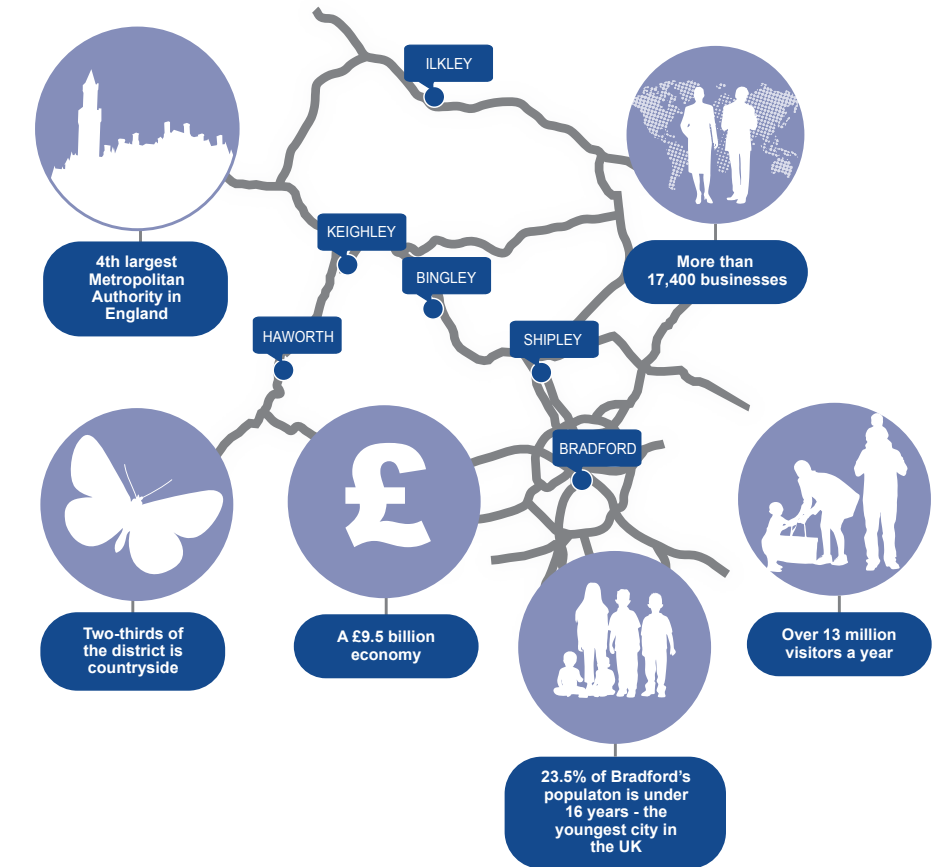 ILKLEY
KEIGHLEY
BINGLEY
HAWORTH
SHIPLEY
BRADFORD
4th largest
Metropolitan
Authority in
England
More than
17,400 businesses
£
Two-thirds of
the district is
countryside
A £9.5 billion
economy
Over 13 million
visitors a year
23.5% of Bradford’s
populaton is under
16 years - the
youngest city in
the UK